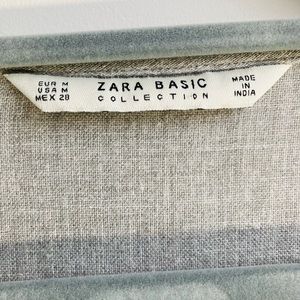 EUR M
USA M
MEX 28
ZARA BASIC
COLLECTION
MADE
IN
INDIA